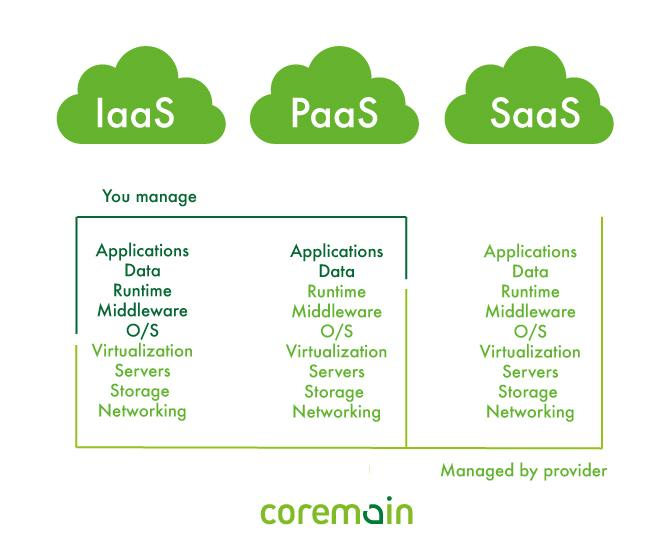 IaaS
PaaS
SaaS
You manage
Applications
Data
Runtime
Middleware
O/S
Virtualization
Servers
Storage
Networking
Applications
Data
Runtime
Middleware
O/S
Virtualization
Servers
Storage
Networking
Applications
Data
Runtime
Middleware
O/S
Virtualization
Servers
Storage
Networking
Managed by provider
coremain